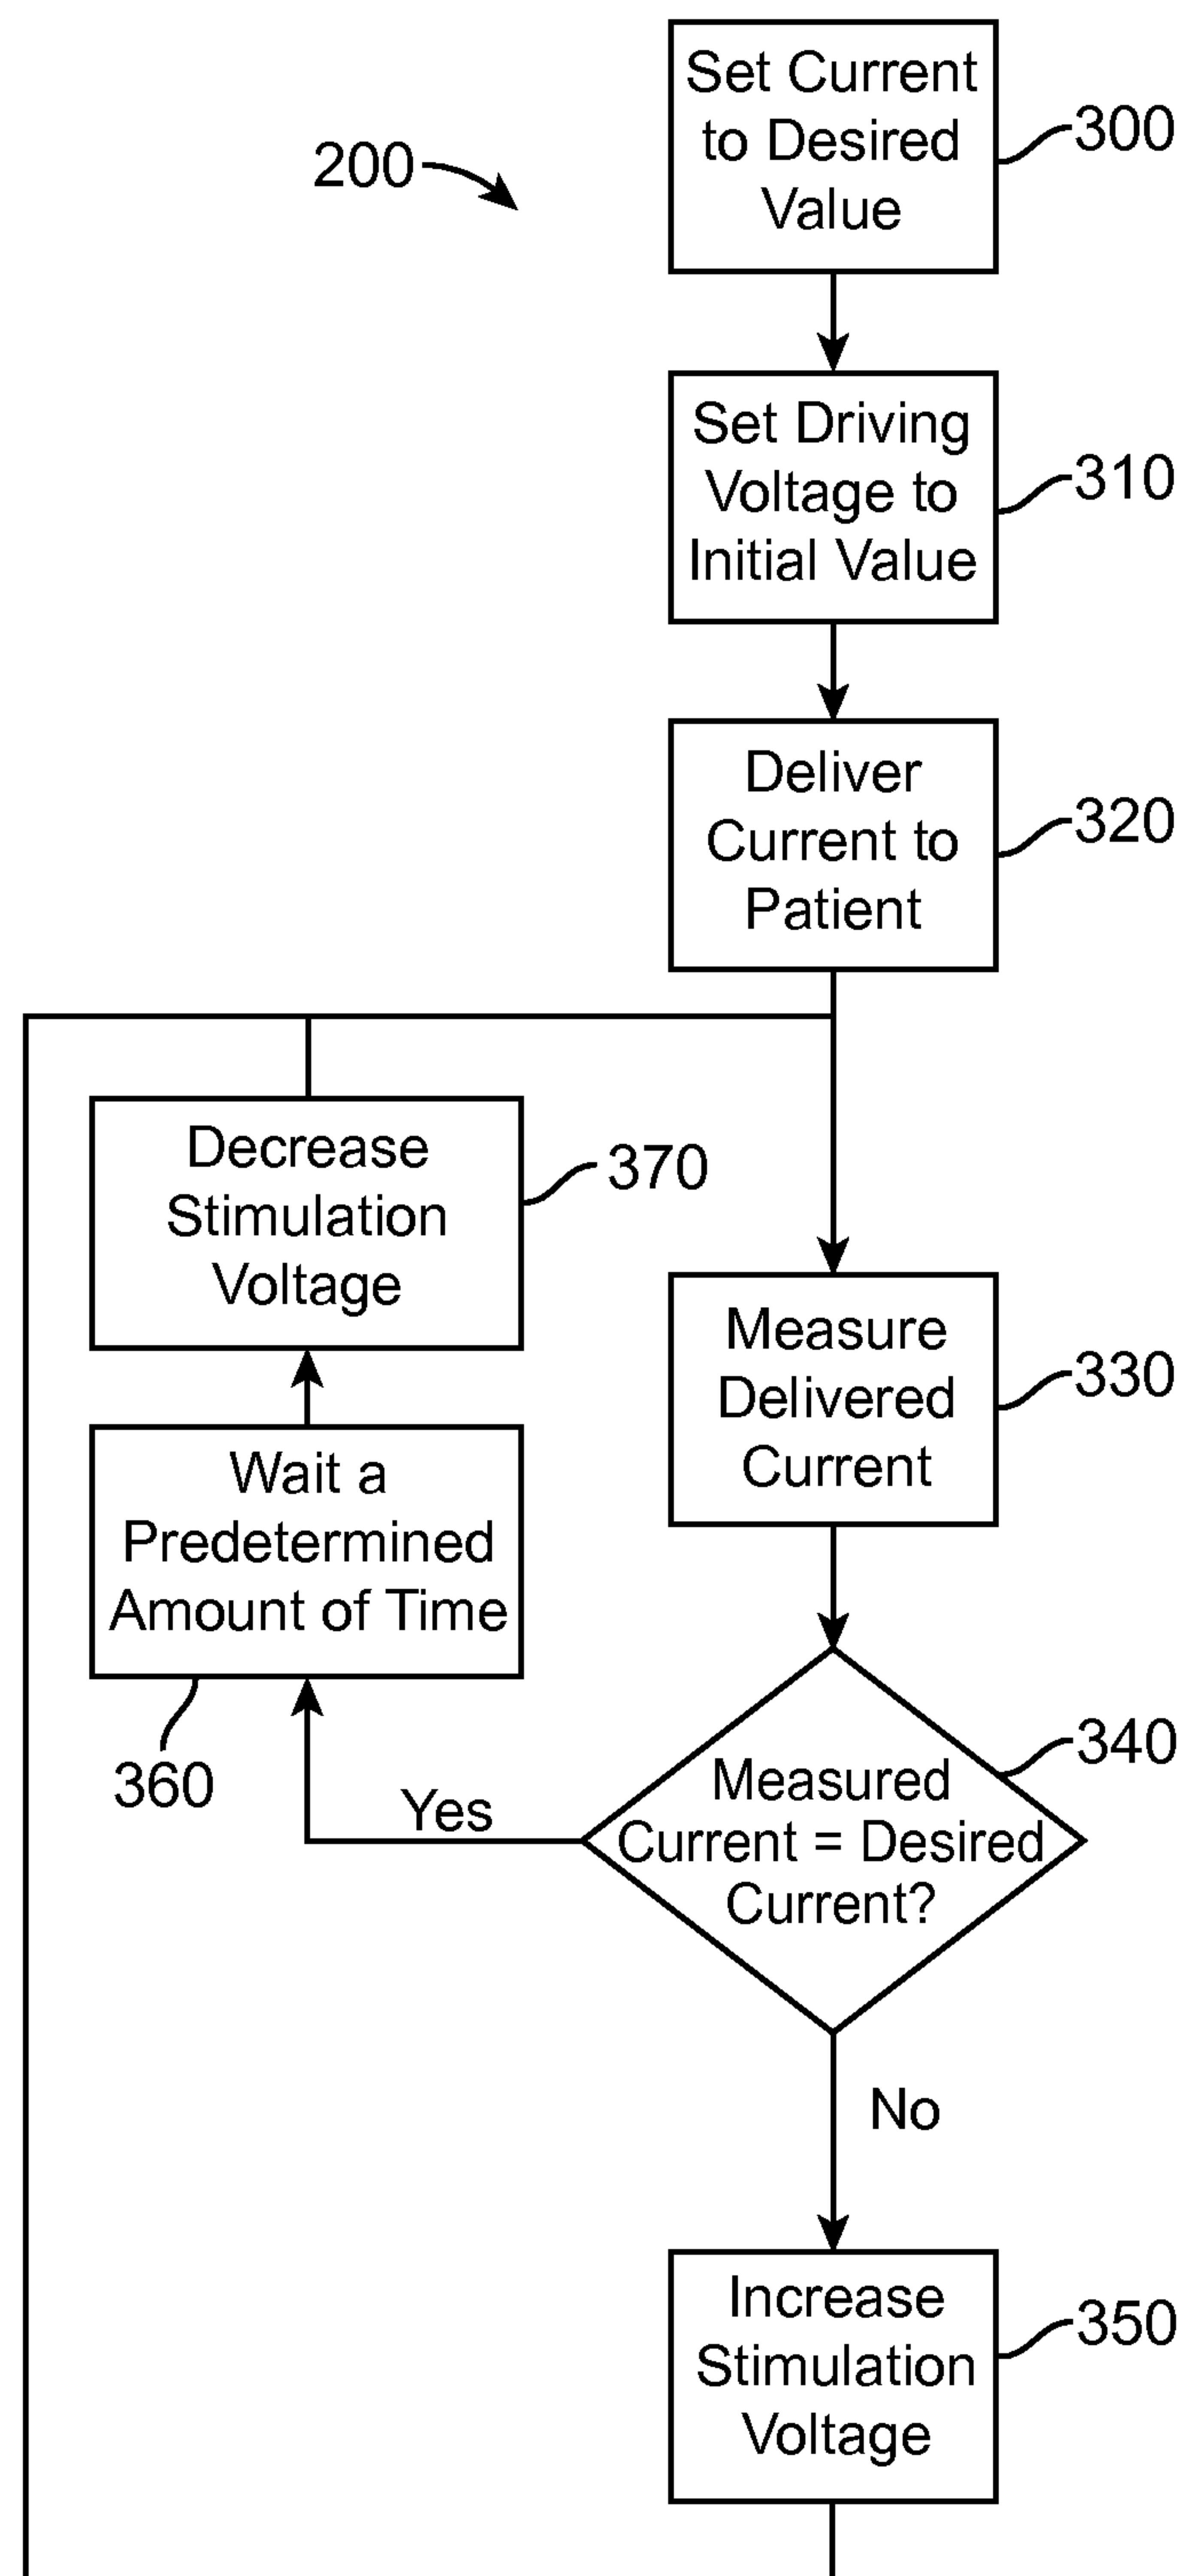 Set Current
to Desired
Value
300
200
Set Driving
Voltage to
Initial Value
310
Deliver
Current to
Patient
320
Decrease
Stimulation
Voltage
370
Measure
Delivered
Current
330
Wait a
Predetermined
Amount of Time
360
Yes
Measured
Current = Desired
Current?
340
No
Increase
Stimulation
Voltage
350